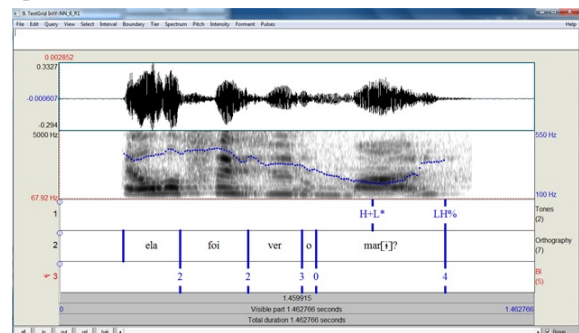 9. TextGrid IntY-NN_6_R1
File Edit Query View Select Interval Boundary Tier Spectrum Pitch Intensity Formant Pulses Help
0.002852
0.3327
-0.000607
-0.294
5000 Hz 550 Hz
67.92 Hz 100 Hz
1 H+L* LH% Tones (2)
2 ela foi ver o mar[ɨ]? Orthography (7)
3 2 2 3 0 4 BI (5)
1.459915
0 Visible part 1.462766 seconds 1.462766
Total duration 1.462766 seconds
all in out sel bak Group